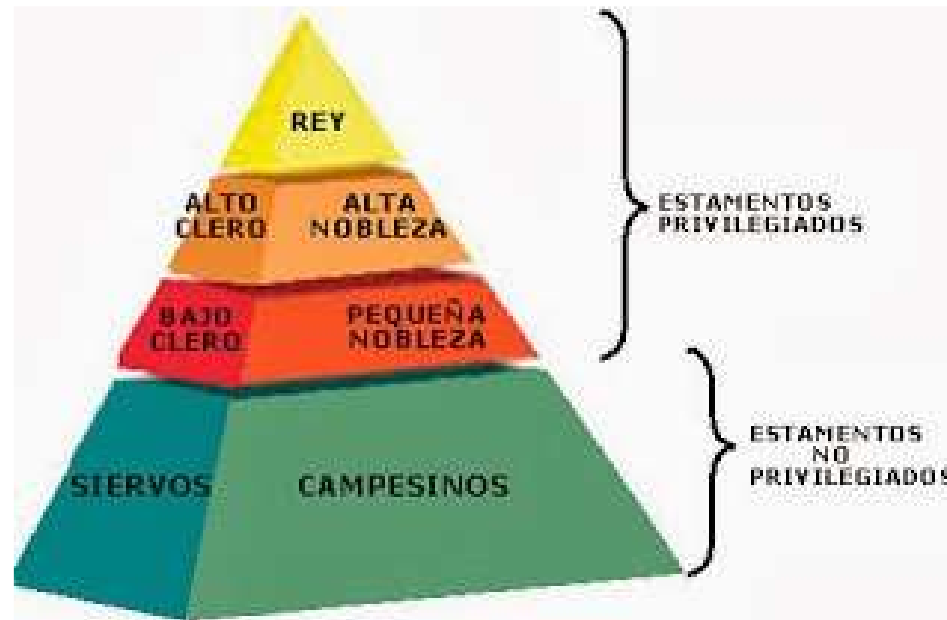 REY
ALTO
CLERO
ALTA
NOBLEZA
ESTAMENTOS
PRIVILEGIADOS
BAJO
CLERO
PEQUEÑA
NOBLEZA
ESTAMENTOS
NO
PRIVILEGIADOS
SIERVOS
CAMPESINOS